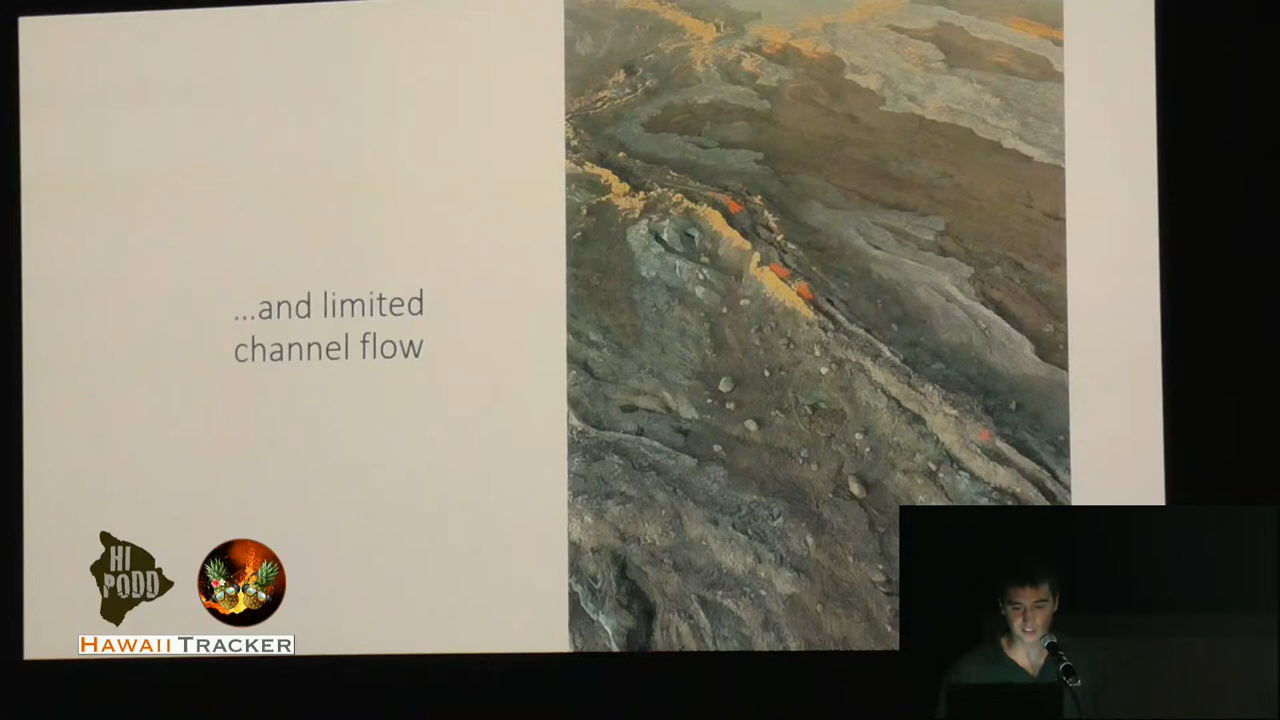 ...and limited
channel flow
HI
PODD
HAWAII TRACKER